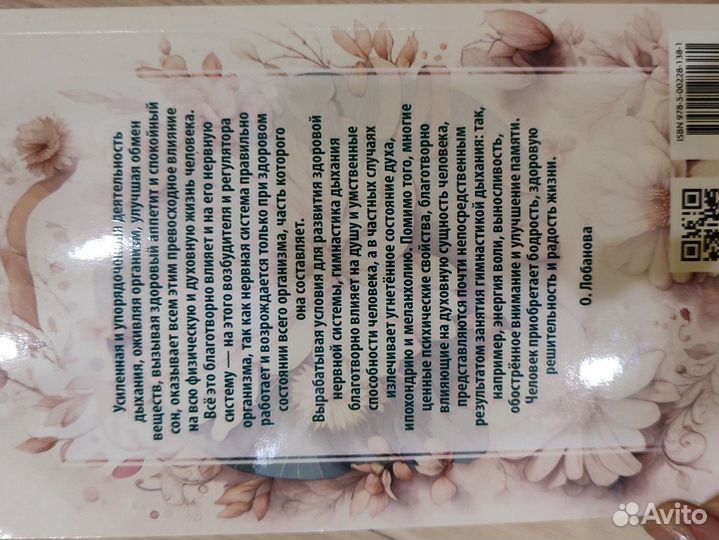 Усиленная и упорядоченная деятельность
дыхания, оживляя организм, улучшая обмен
веществ, вызывая здоровый аппетит и спокойный
сон, оказывает всем этим превосходное влияние
на всю физическую и духовную жизнь человека.
Всё это благотворно влияет и на его нервную
систему — на этого возбудителя и регулятора
организма, так как нервная система правильно
работает и возрождается только при здоровом
состоянии всего организма, часть которого
она составляет.
Вырабатывая условия для развития здоровой
нервной системы, гимнастика дыхания
благотворно влияет на душу и умственные
способности человека, а в частных случаях
излечивает угнетённое состояние духа,
ипохондрию и меланхолию. Помимо того, многие
ценные психические свойства, благотворно
влияющие на духовную сущность человека,
представляются почти непосредственным
результатом занятия гимнастикой дыхания: так,
например, энергия воли, выносливость,
обострённое внимание и улучшение памяти.
Человек приобретает бодрость, здоровую
решительность и радость жизни.
О. Лобанова
ISBN 978-5-00228-138-1
Avito